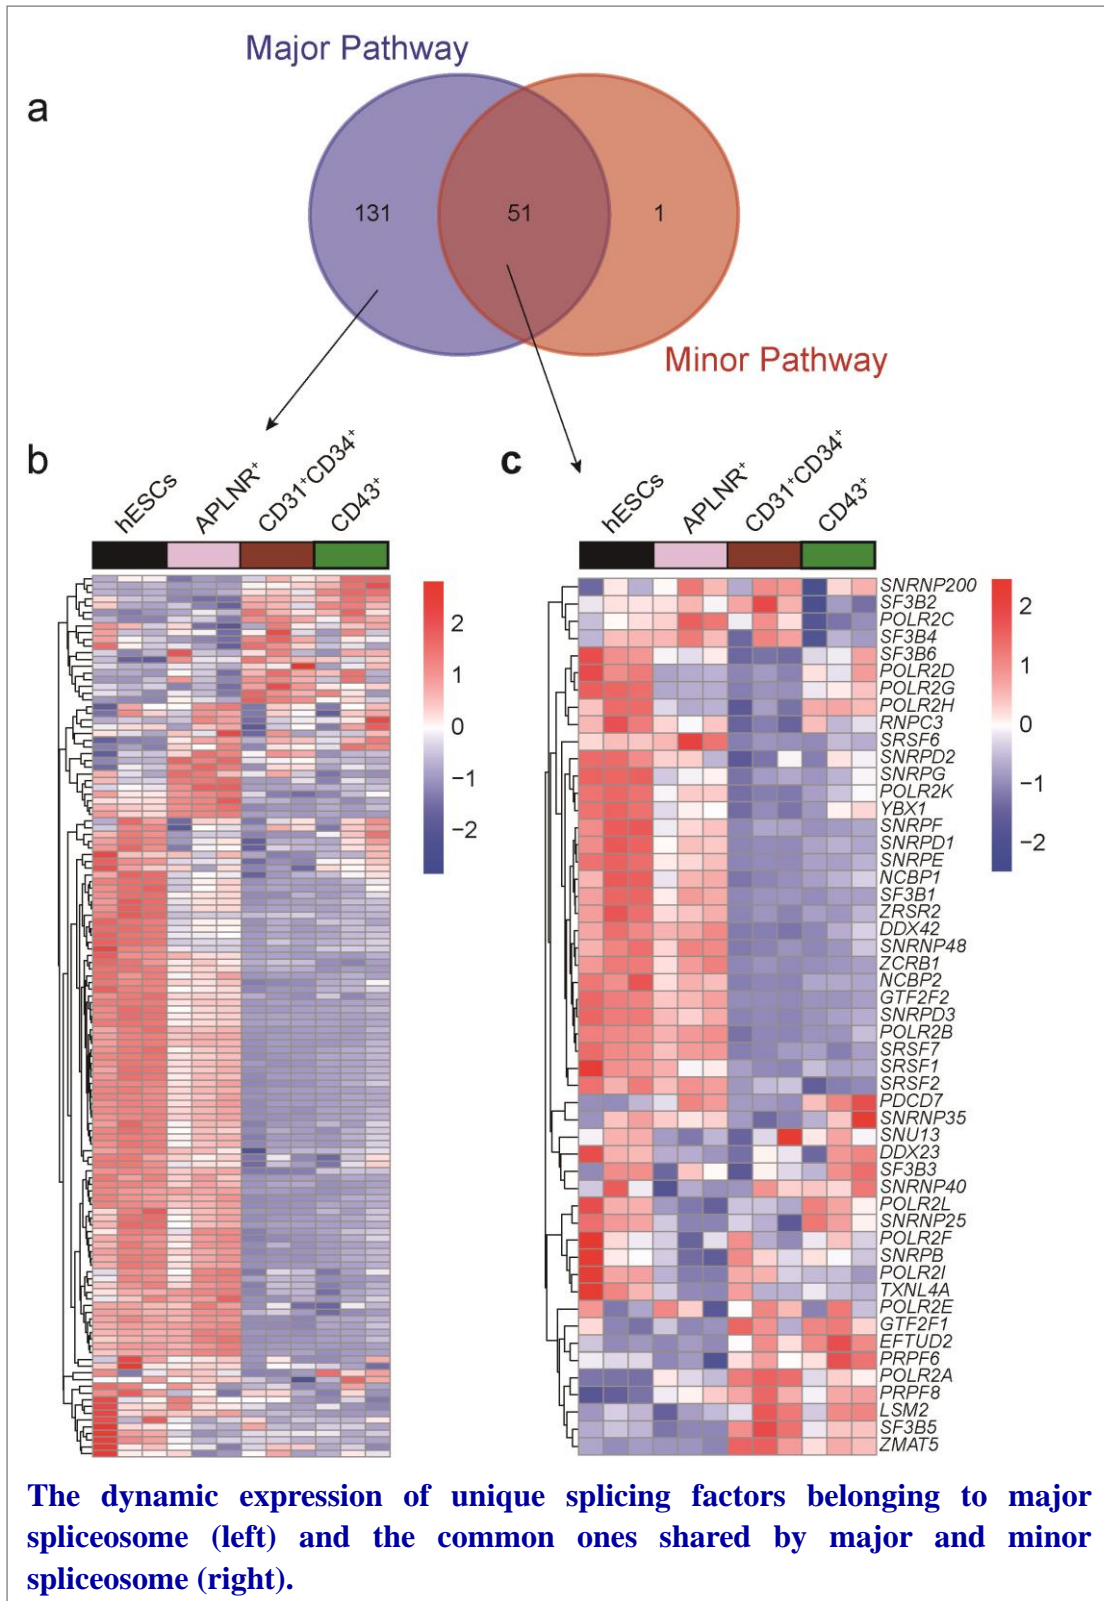 Major Pathway
a
131
51
1
Minor Pathway
b
hESCs
APLNR⁺
CD31⁺CD34⁺
CD43⁺
2
1
0
−1
−2
c
hESCs
APLNR⁺
CD31⁺CD34⁺
CD43⁺
SNRNP200
SF3B2
POLR2C
SF3B4
SF3B6
POLR2D
POLR2G
POLR2H
RNPC3
SRSF6
SNRPD2
SNRPG
POLR2K
YBX1
SNRPF
SNRPD1
SNRPE
NCBP1
SF3B1
ZRSR2
DDX42
SNRNP48
ZCRB1
NCBP2
GTF2F2
SNRPD3
POLR2B
SRSF7
SRSF1
SRSF2
PDCD7
SNRNP35
SNU13
DDX23
SF3B3
SNRNP40
POLR2L
SNRNP25
POLR2F
SNRPB
POLR2I
TXNL4A
POLR2E
GTF2F1
EFTUD2
PRPF6
POLR2A
PRPF8
LSM2
SF3B5
ZMAT5
2
1
0
−1
−2
The dynamic expression of unique splicing factors belonging to major
spliceosome (left) and the common ones shared by major and minor
spliceosome (right).